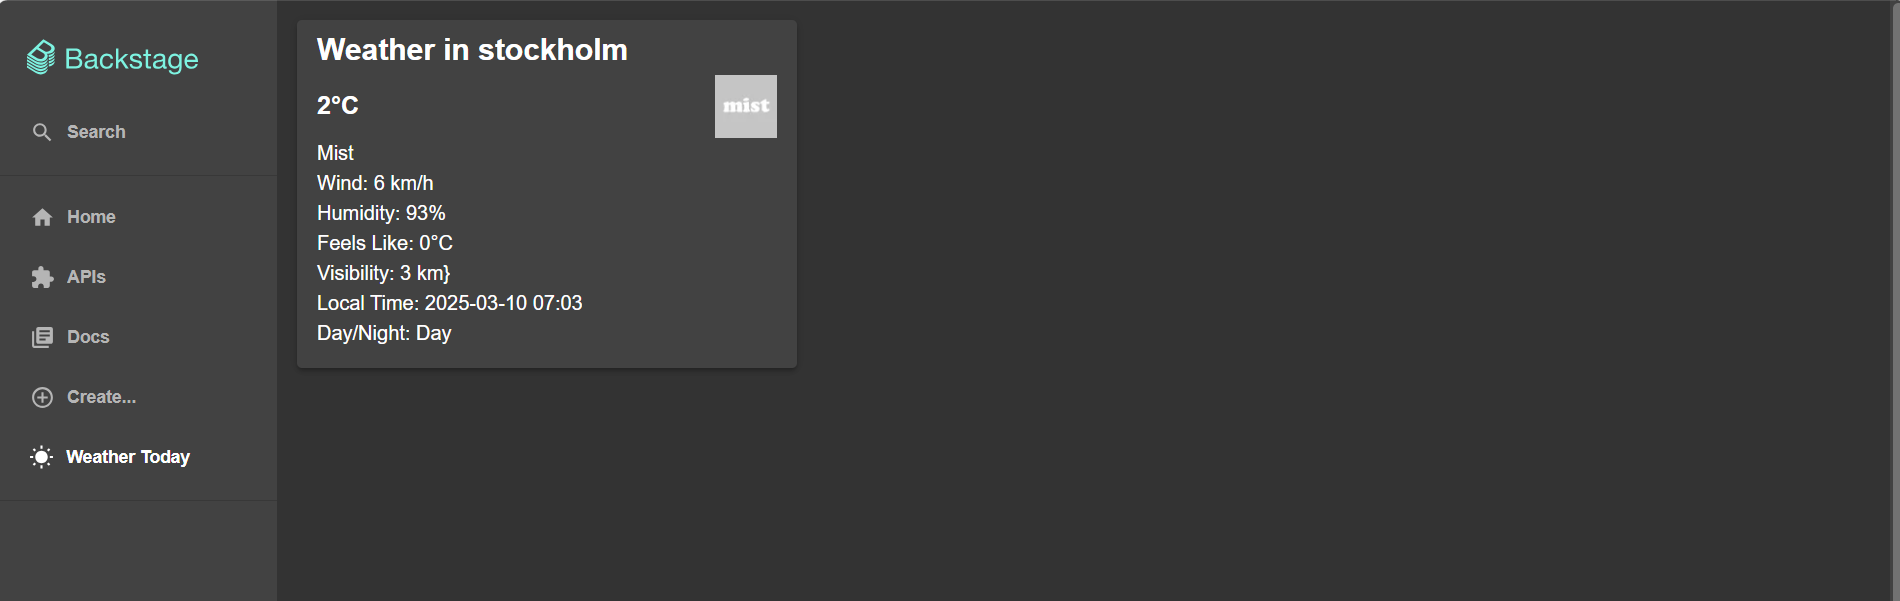 Backstage
Search
Home
APIs
Docs
Create...
Weather Today
Weather in stockholm
2°C
mist
Mist
Wind: 6 km/h
Humidity: 93%
Feels Like: 0°C
Visibility: 3 km}
Local Time: 2025-03-10 07:03
Day/Night: Day